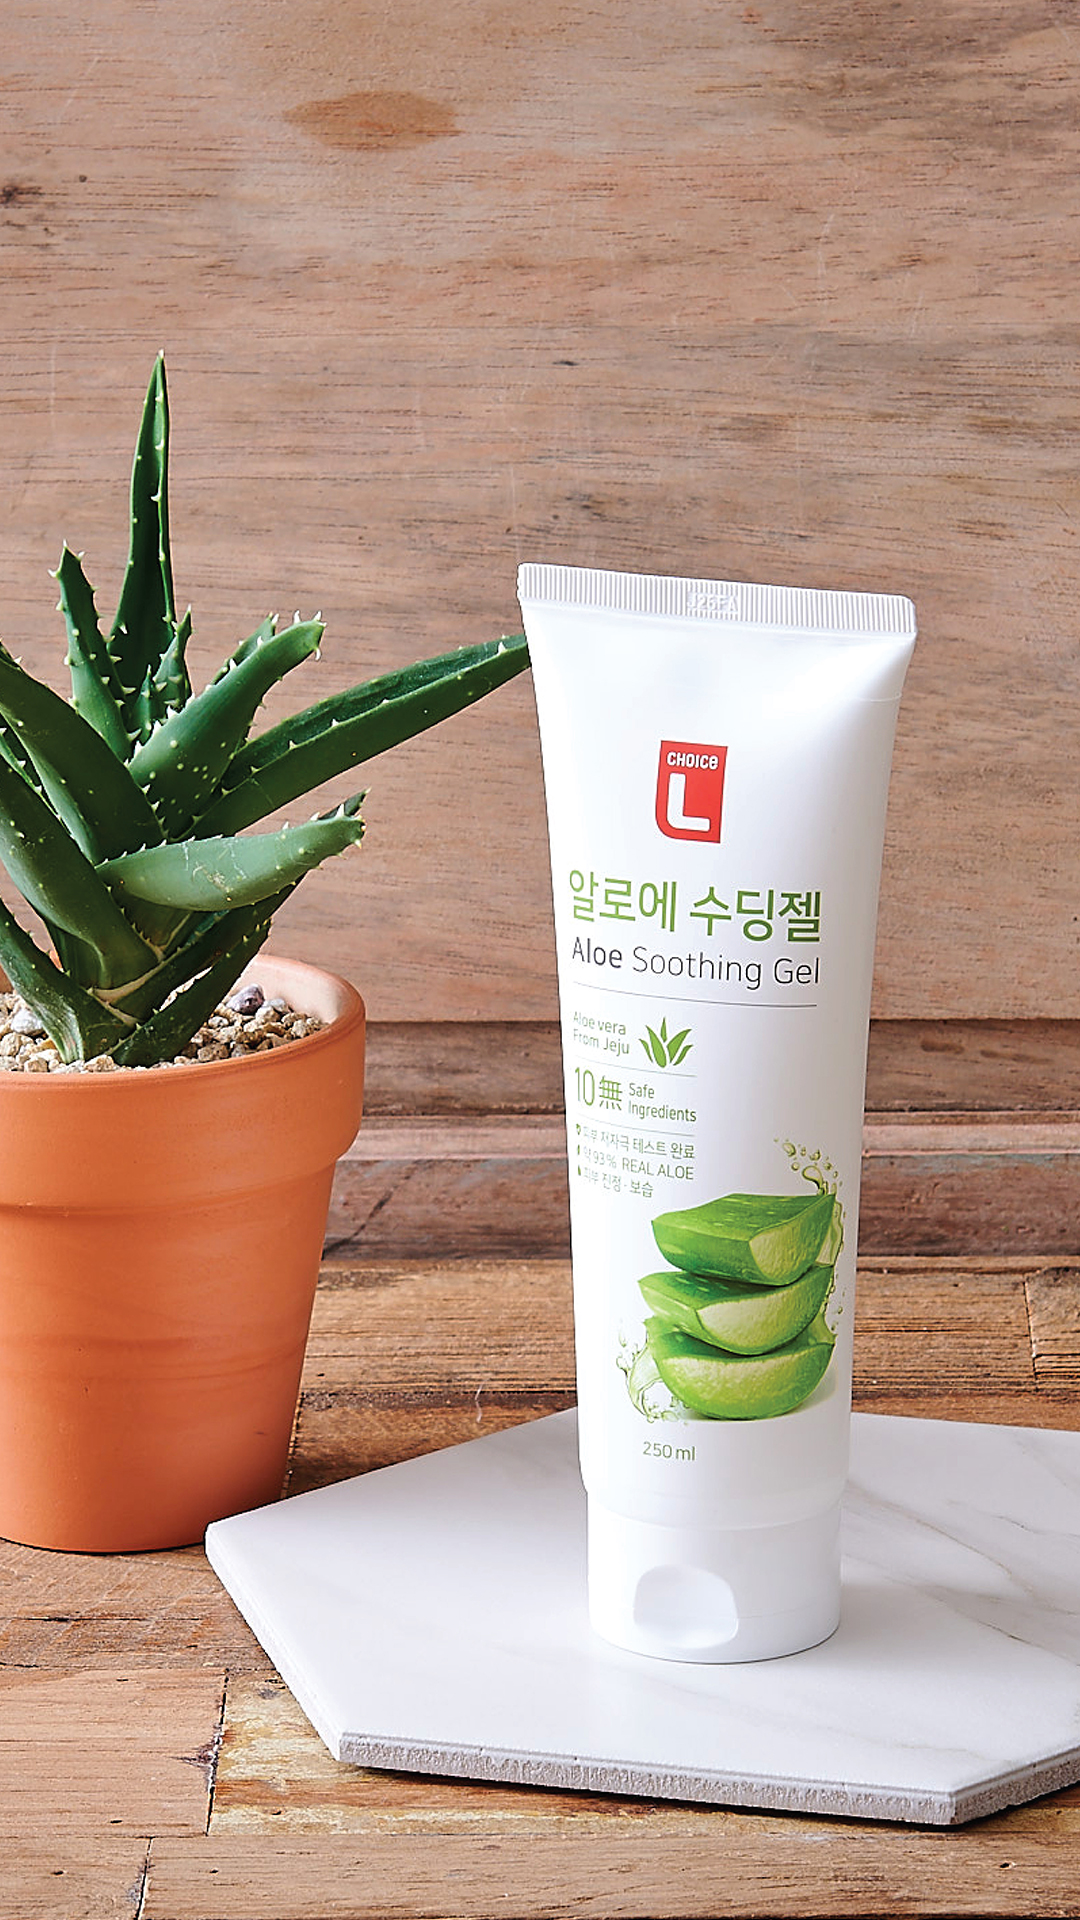 CHOICE
L
알로에 수딩젤
Aloe Soothing Gel
Aloe vera
From Jeju
10無 Safe
Ingredients
피부 저자극 테스트 완료
약 93% REAL ALOE
피부 진정·보습
250 ml